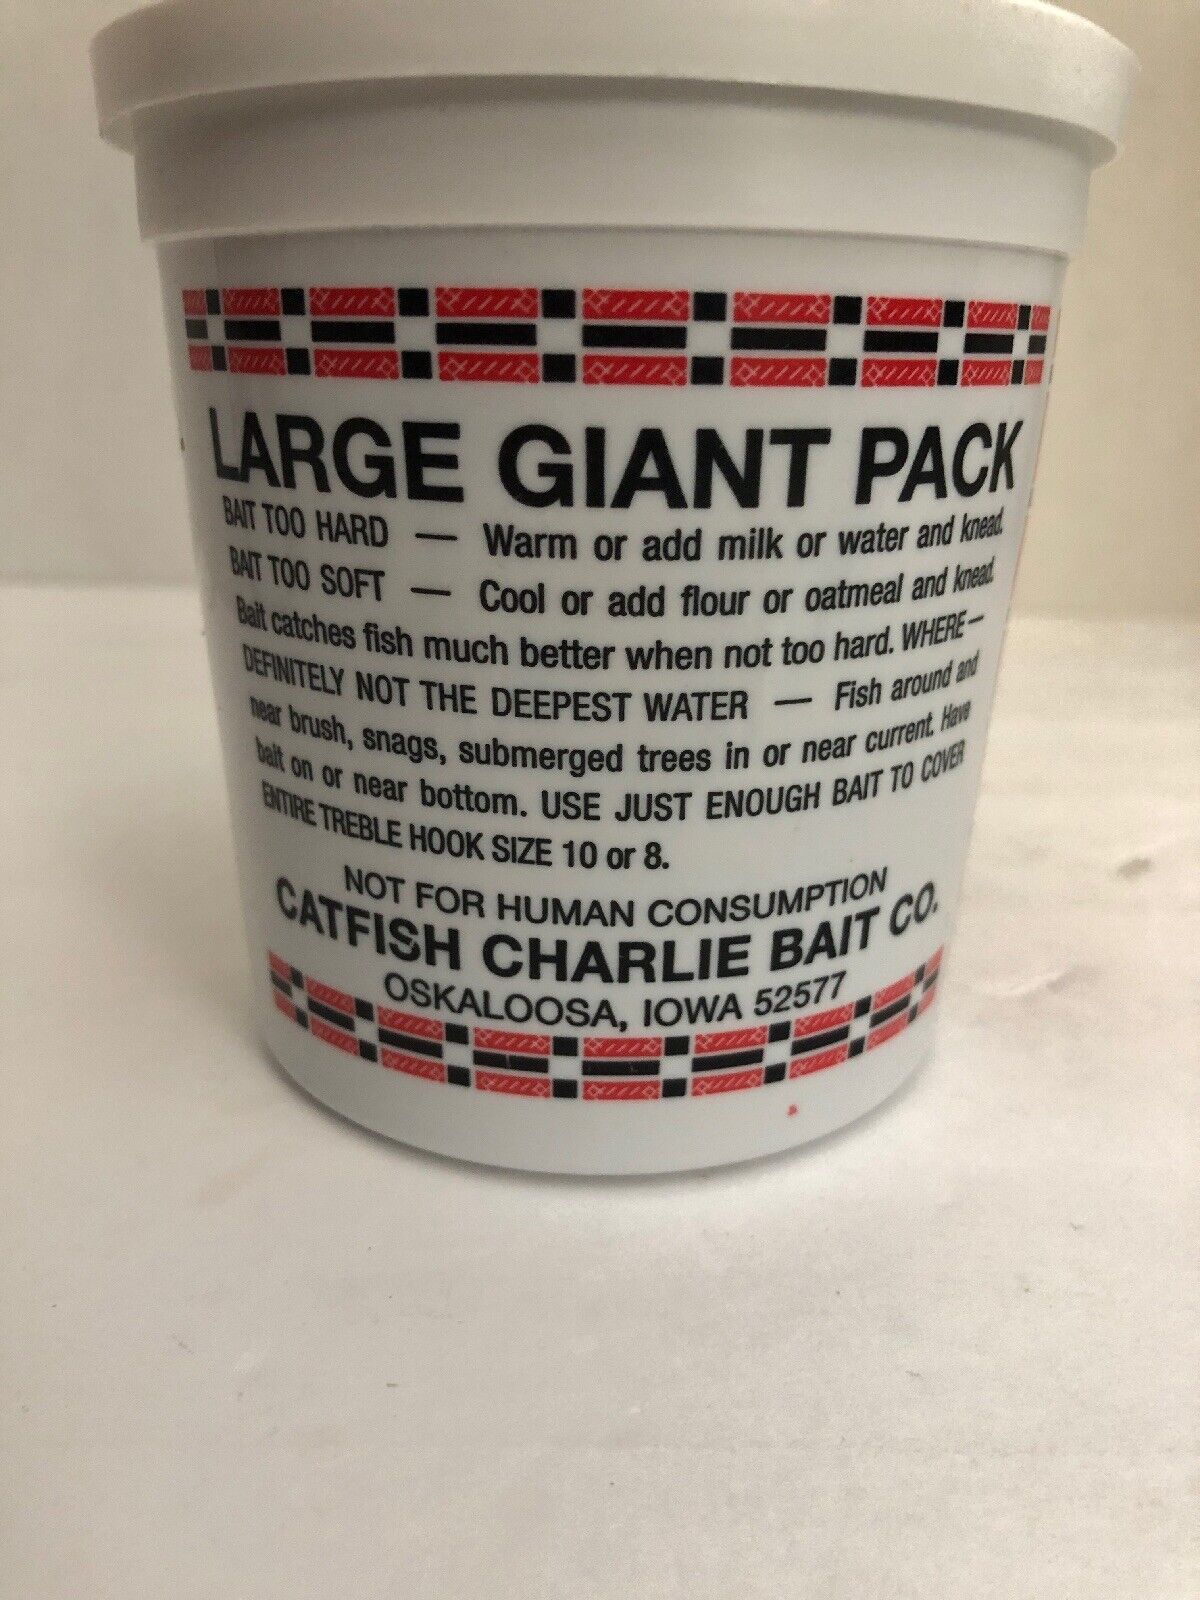 LARGE GIANT PACK
BAIT TOO HARD — Warm or add milk or water and knead.
BAIT TOO SOFT — Cool or add flour or oatmeal and knead.
Bait catches fish much better when not too hard. WHERE—
DEFINITELY NOT THE DEEPEST WATER — Fish around and
near brush, snags, submerged trees in or near current. Have
bait on or near bottom. USE JUST ENOUGH BAIT TO COVER
ENTIRE TREBLE HOOK SIZE 10 or 8.
NOT FOR HUMAN CONSUMPTION
CATFISH CHARLIE BAIT CO.
OSKALOOSA, IOWA 52577